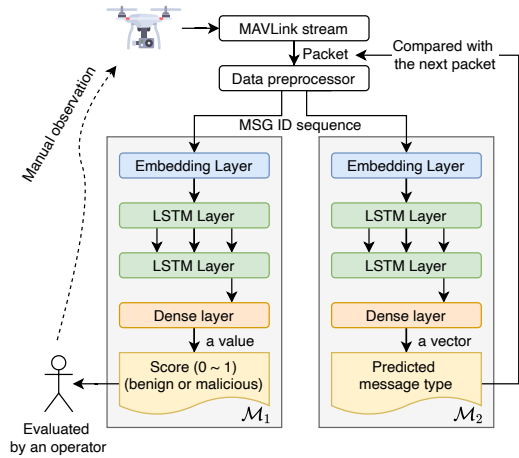 MAVLink stream
Packet
Compared with
the next packet
Data preprocessor
Manual observation
MSG ID sequence
Embedding Layer
LSTM Layer
LSTM Layer
Dense layer
a value
Score (0 ~ 1)
(benign or malicious)
M1
Embedding Layer
LSTM Layer
LSTM Layer
Dense layer
a vector
Predicted
message type
M2
Evaluated
by an operator